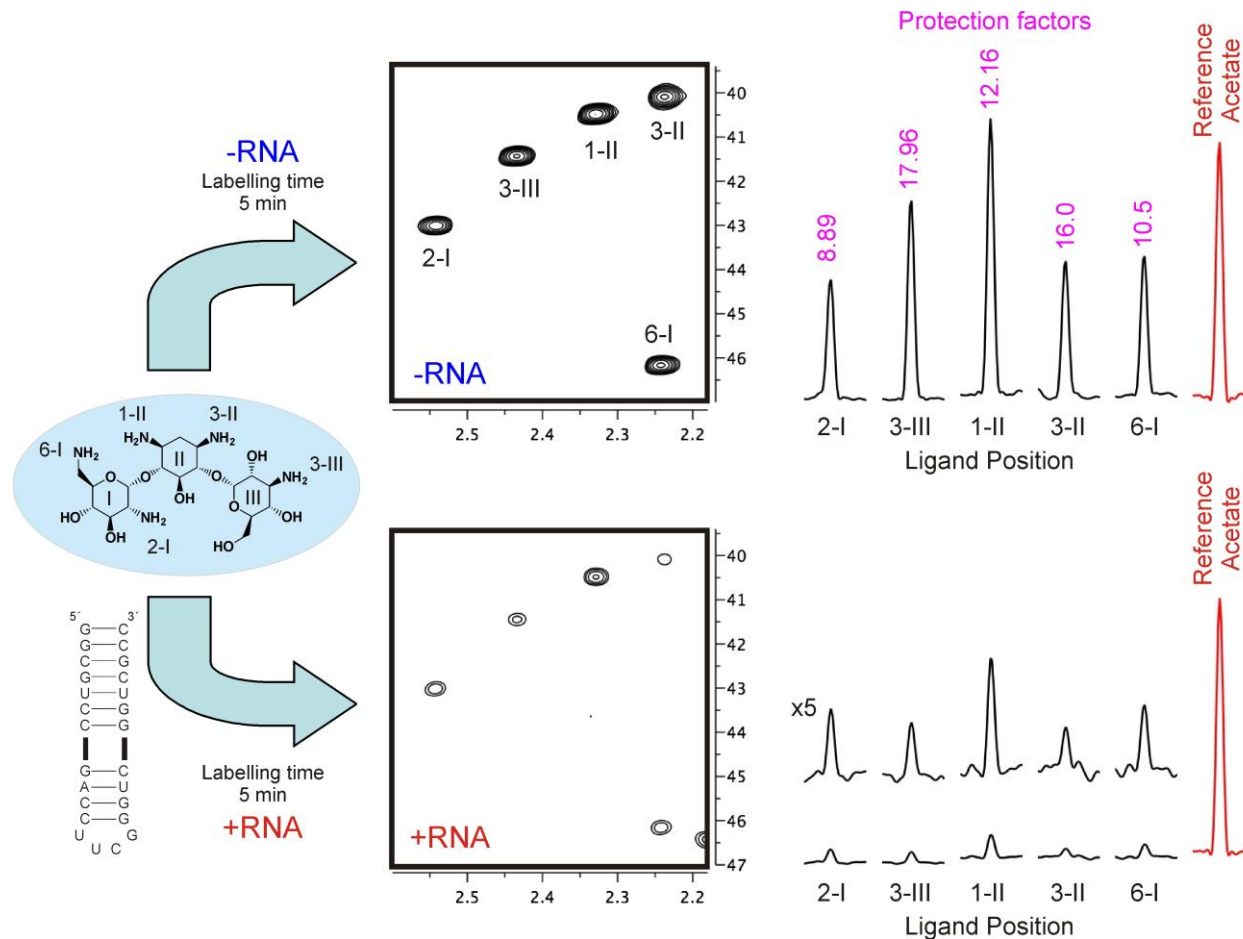 Protection factors
8.89
17.96
12.16
16.0
10.5
Reference
Acetate
-RNA
Labelling time
5 min
2-I
3-III
1-II
3-II
6-I
-RNA
40
41
42
43
44
45
46
2.5
2.4
2.3
2.2
2-I
3-III
1-II
3-II
6-I
Ligand Position
1-II
3-II
6-I
3-III
2-I
NH2
H2N
NH2
OH
NH2
O
O
O
O
O
O
I
II
III
HO
OH
NH2
OH
OH
HO
5´
3´
G C
G C
C G
G C
U U
C G
C G
G C
A U
C G
C G
U G
U C
Labelling time
5 min
+RNA
+RNA
40
41
42
43
44
45
46
47
2.5
2.4
2.3
2.2
x5
Reference
Acetate
2-I
3-III
1-II
3-II
6-I
Ligand Position